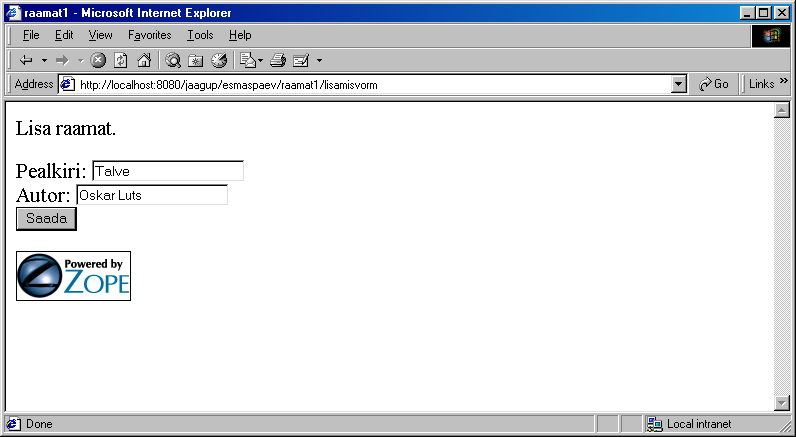 raamat1 - Microsoft Internet Explorer
File Edit View Favorites Tools Help
Address http://localhost:8080/jaagup/esmaspaev/raamat1/lisamisvorm Go Links »
Lisa raamat.
Pealkiri: Talve
Autor: Oskar Luts
Saada
Powered by
ZOPE
Done Local intranet